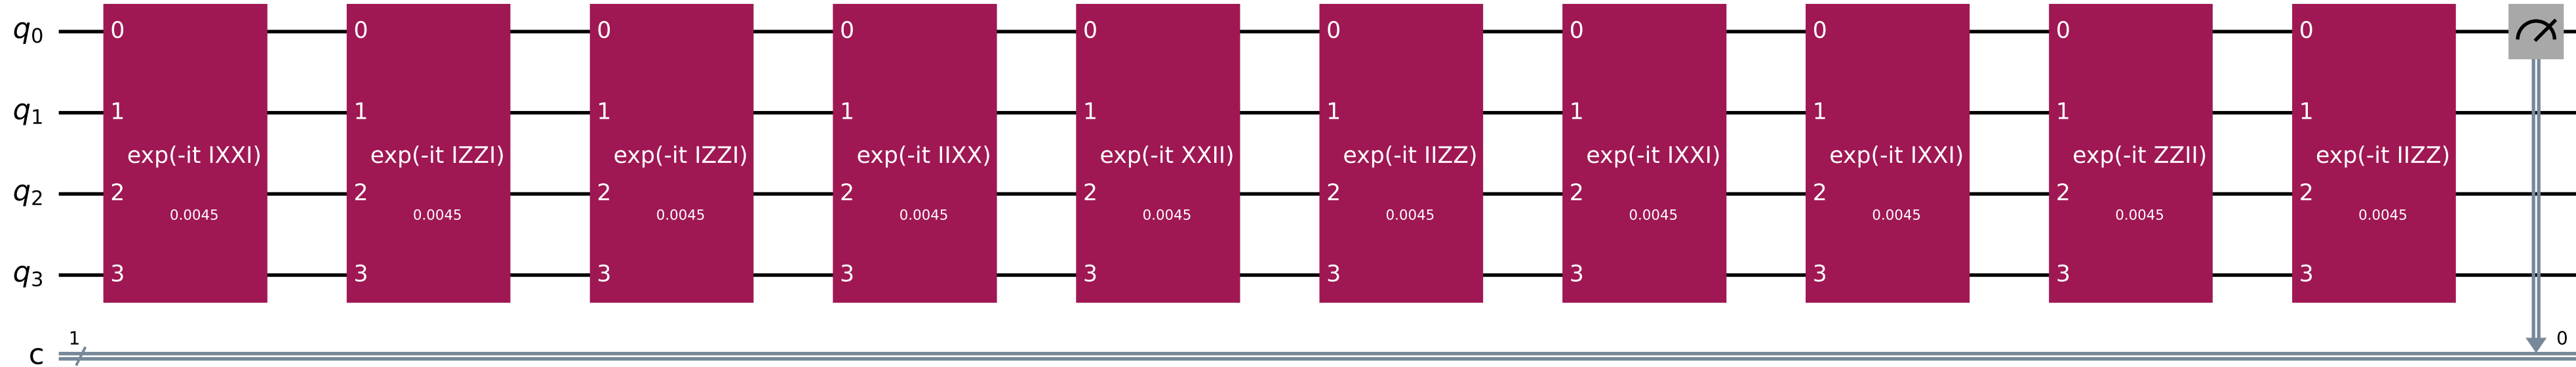 q0 0 0 0 0 0 0 0 0 0 0
q1 1 1 1 1 1 1 1 1 1 1
exp(-it IXXI) exp(-it IZZI) exp(-it IZZI) exp(-it IIXX) exp(-it XXII) exp(-it IIZZ) exp(-it IXXI) exp(-it IXXI) exp(-it ZZII) exp(-it IIZZ)
q2 2 2 2 2 2 2 2 2 2 2
0.0045 0.0045 0.0045 0.0045 0.0045 0.0045 0.0045 0.0045 0.0045 0.0045
q3 3 3 3 3 3 3 3 3 3 3
1 0
c